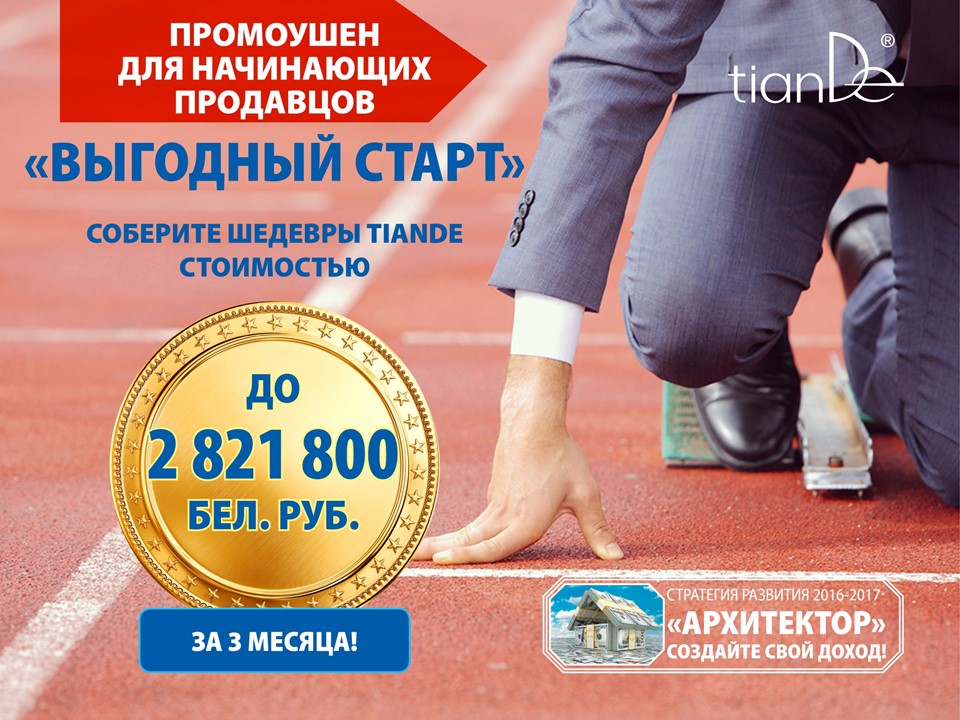 ПРОМОУШЕН
ДЛЯ НАЧИНАЮЩИХ
ПРОДАВЦОВ
tianDe®
«ВЫГОДНЫЙ СТАРТ»
СОБЕРИТЕ ШЕДЕВРЫ TIANDE
СТОИМОСТЬЮ
ДО
2 821 800
БЕЛ. РУБ.
ЗА 3 МЕСЯЦА!
СТРАТЕГИЯ РАЗВИТИЯ 2016-2017-
«АРХИТЕКТОР»
СОЗДАЙТЕ СВОЙ ДОХОД!